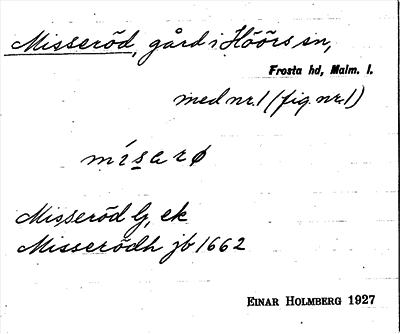 Misseröd, gård i Höörs sn,
Frosta hd, Malm. l.
med nr. 1 (fig. nr. 1)
mísarø
Misseröd Lj, ek
Misserödh jb 1662
EINAR HOLMBERG 1927